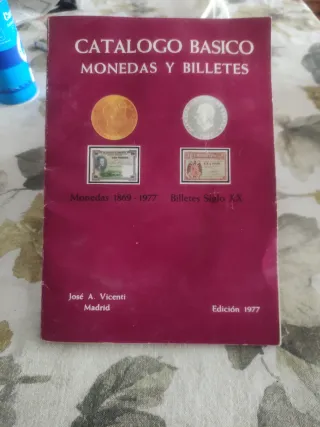 CATALOGO BASICO
MONEDAS Y BILLETES
Monedas 1869-1977
Billetes Siglo XX
José A. Vicenti
Madrid
Edición 1977